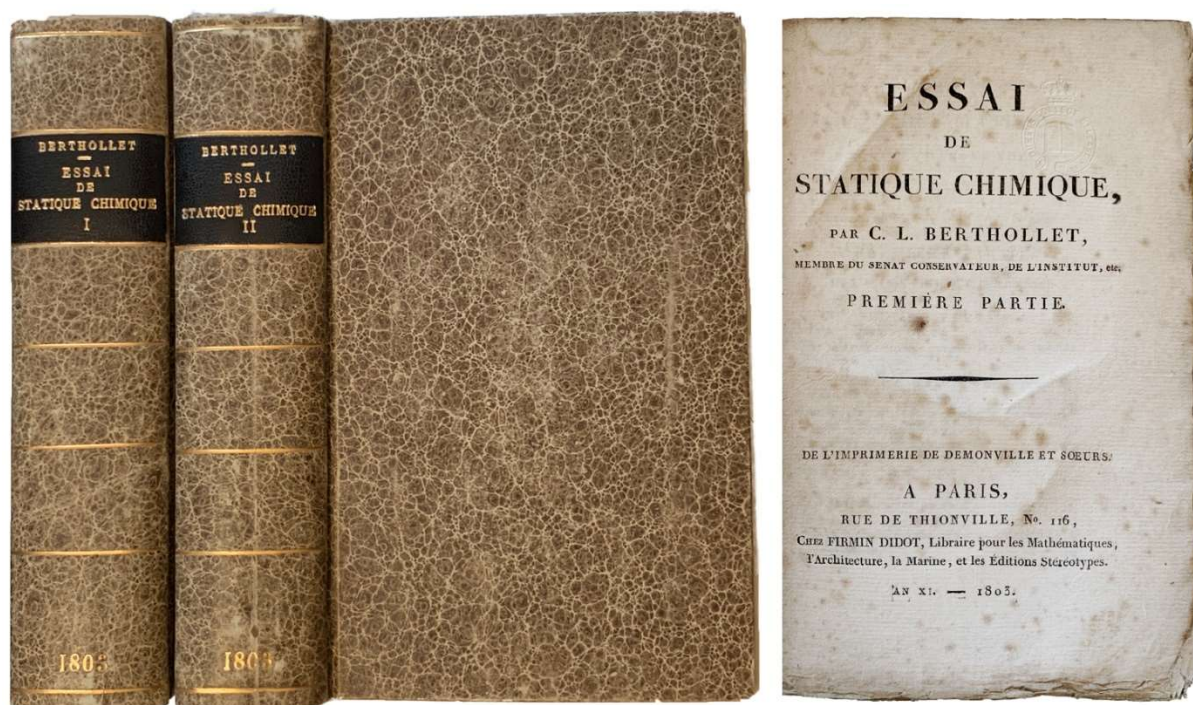 BERTHOLLET
ESSAI
DE
STATIQUE CHIMIQUE
I
1803
BERTHOLLET
ESSAI
DE
STATIQUE CHIMIQUE
II
1803
ESSAI
DE
STATIQUE CHIMIQUE,
PAR C. L. BERTHOLLET,
MEMBRE DU SENAT CONSERVATEUR, DE L'INSTITUT, etc.
PREMIÈRE PARTIE.
DE L'IMPRIMERIE DE DEMONVILLE ET SŒURS.
A PARIS,
RUE DE THIONVILLE, No. 116,
CHEZ FIRMIN DIDOT, Libraire pour les Mathématiques,
l'Architecture, la Marine, et les Éditions Stéréotypes.
AN XI. — 1803.